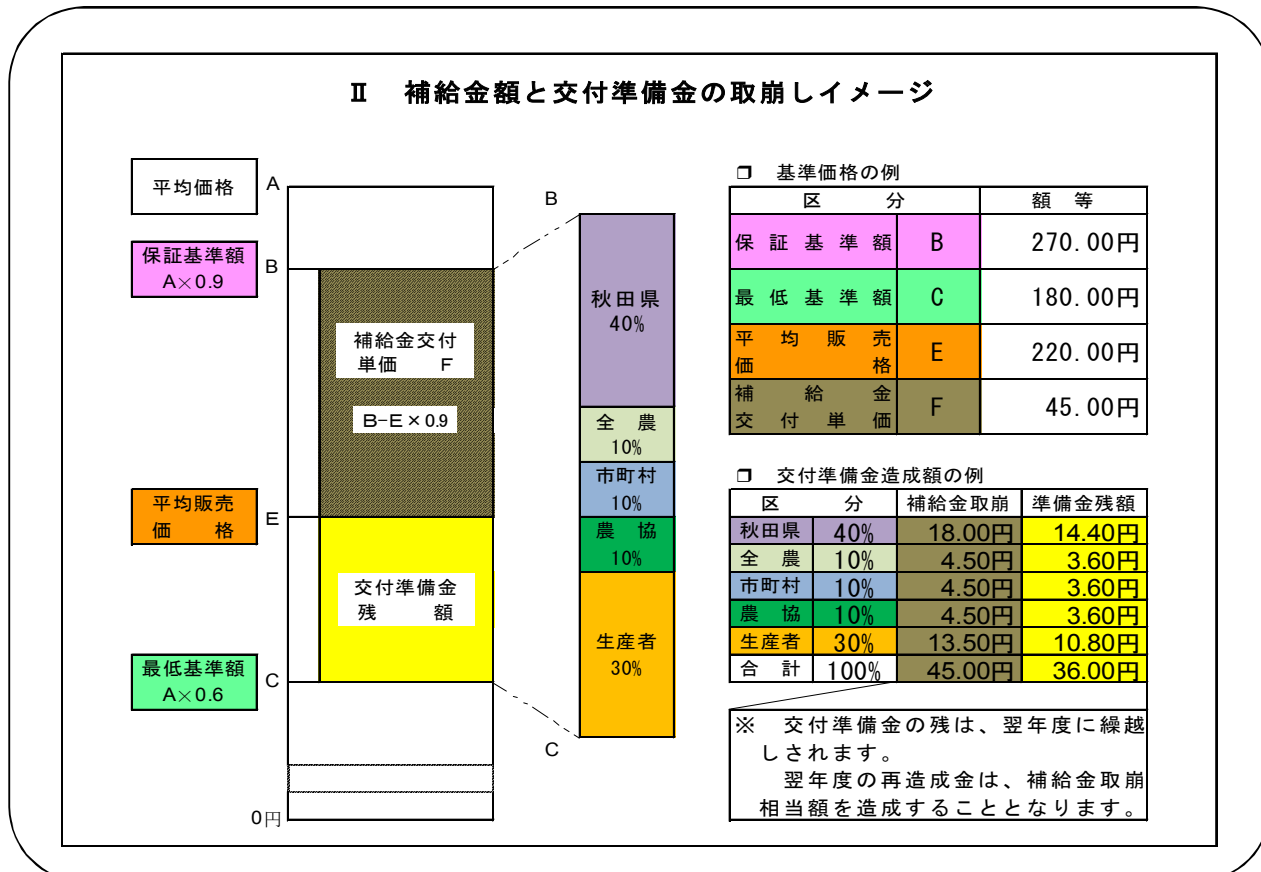 Ⅱ 補給金額と交付準備金の取崩しイメージ
平均価格
A
保証基準額
A×0.9
B
補給金交付
単価 F
B-E×0.9
平均販売
価格
E
交付準備金
残額
最低基準額
A×0.6
C
0円
B
秋田県
40%
全農
10%
市町村
10%
農協
10%
生産者
30%
C
□ 基準価格の例
区分 額等
保証基準額 B 270.00円
最低基準額 C 180.00円
平均販売
価格 E 220.00円
補給金
交付単価 F 45.00円
□ 交付準備金造成額の例
区分 補給金取崩 準備金残額
秋田県 40% 18.00円 14.40円
全農 10% 4.50円 3.60円
市町村 10% 4.50円 3.60円
農協 10% 4.50円 3.60円
生産者 30% 13.50円 10.80円
合計 100% 45.00円 36.00円
※ 交付準備金の残は、翌年度に繰越
しされます。
翌年度の再造成金は、補給金取崩
相当額を造成することとなります。